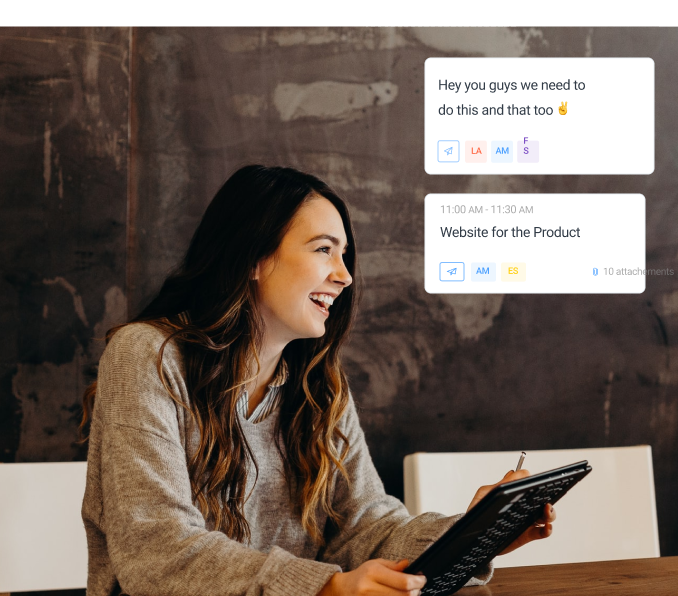 Hey you guys we need to
do this and that too ✌️
LA AM F
S
11:00 AM - 11:30 AM
Website for the Product
AM ES 10 attachements